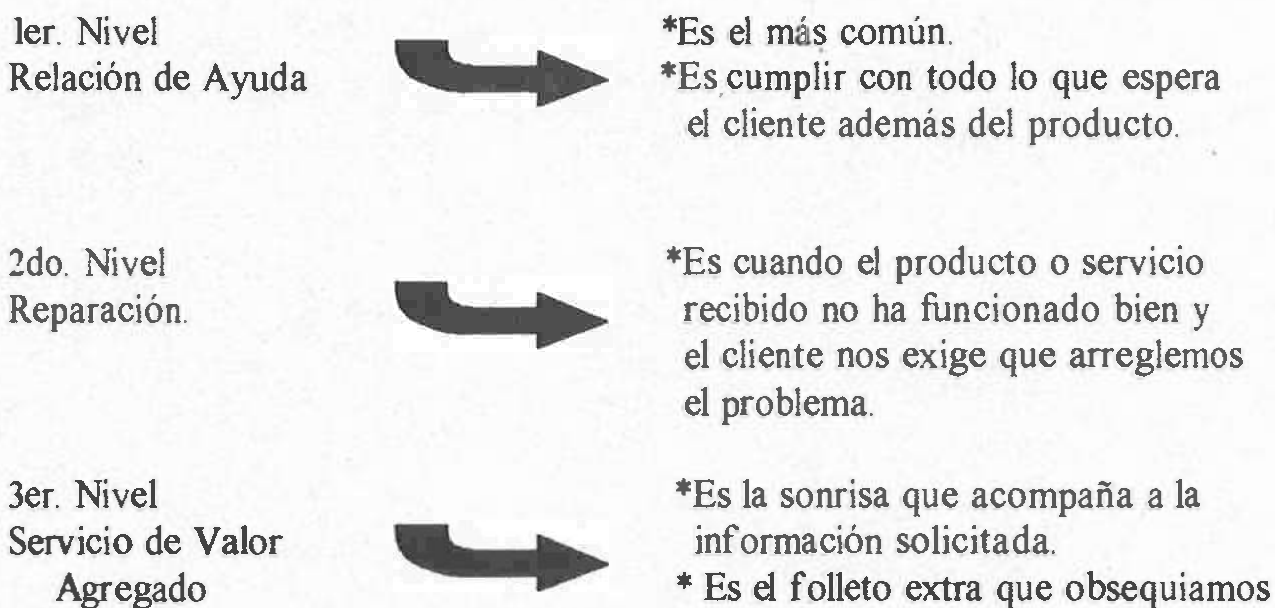 1er. Nivel
Relación de Ayuda
*Es el más común.
*Es cumplir con todo lo que espera
el cliente además del producto.
2do. Nivel
Reparación.
*Es cuando el producto o servicio
recibido no ha funcionado bien y
el cliente nos exige que arreglemos
el problema.
3er. Nivel
Servicio de Valor
Agregado
*Es la sonrisa que acompaña a la
información solicitada.
* Es el folleto extra que obsequiamos